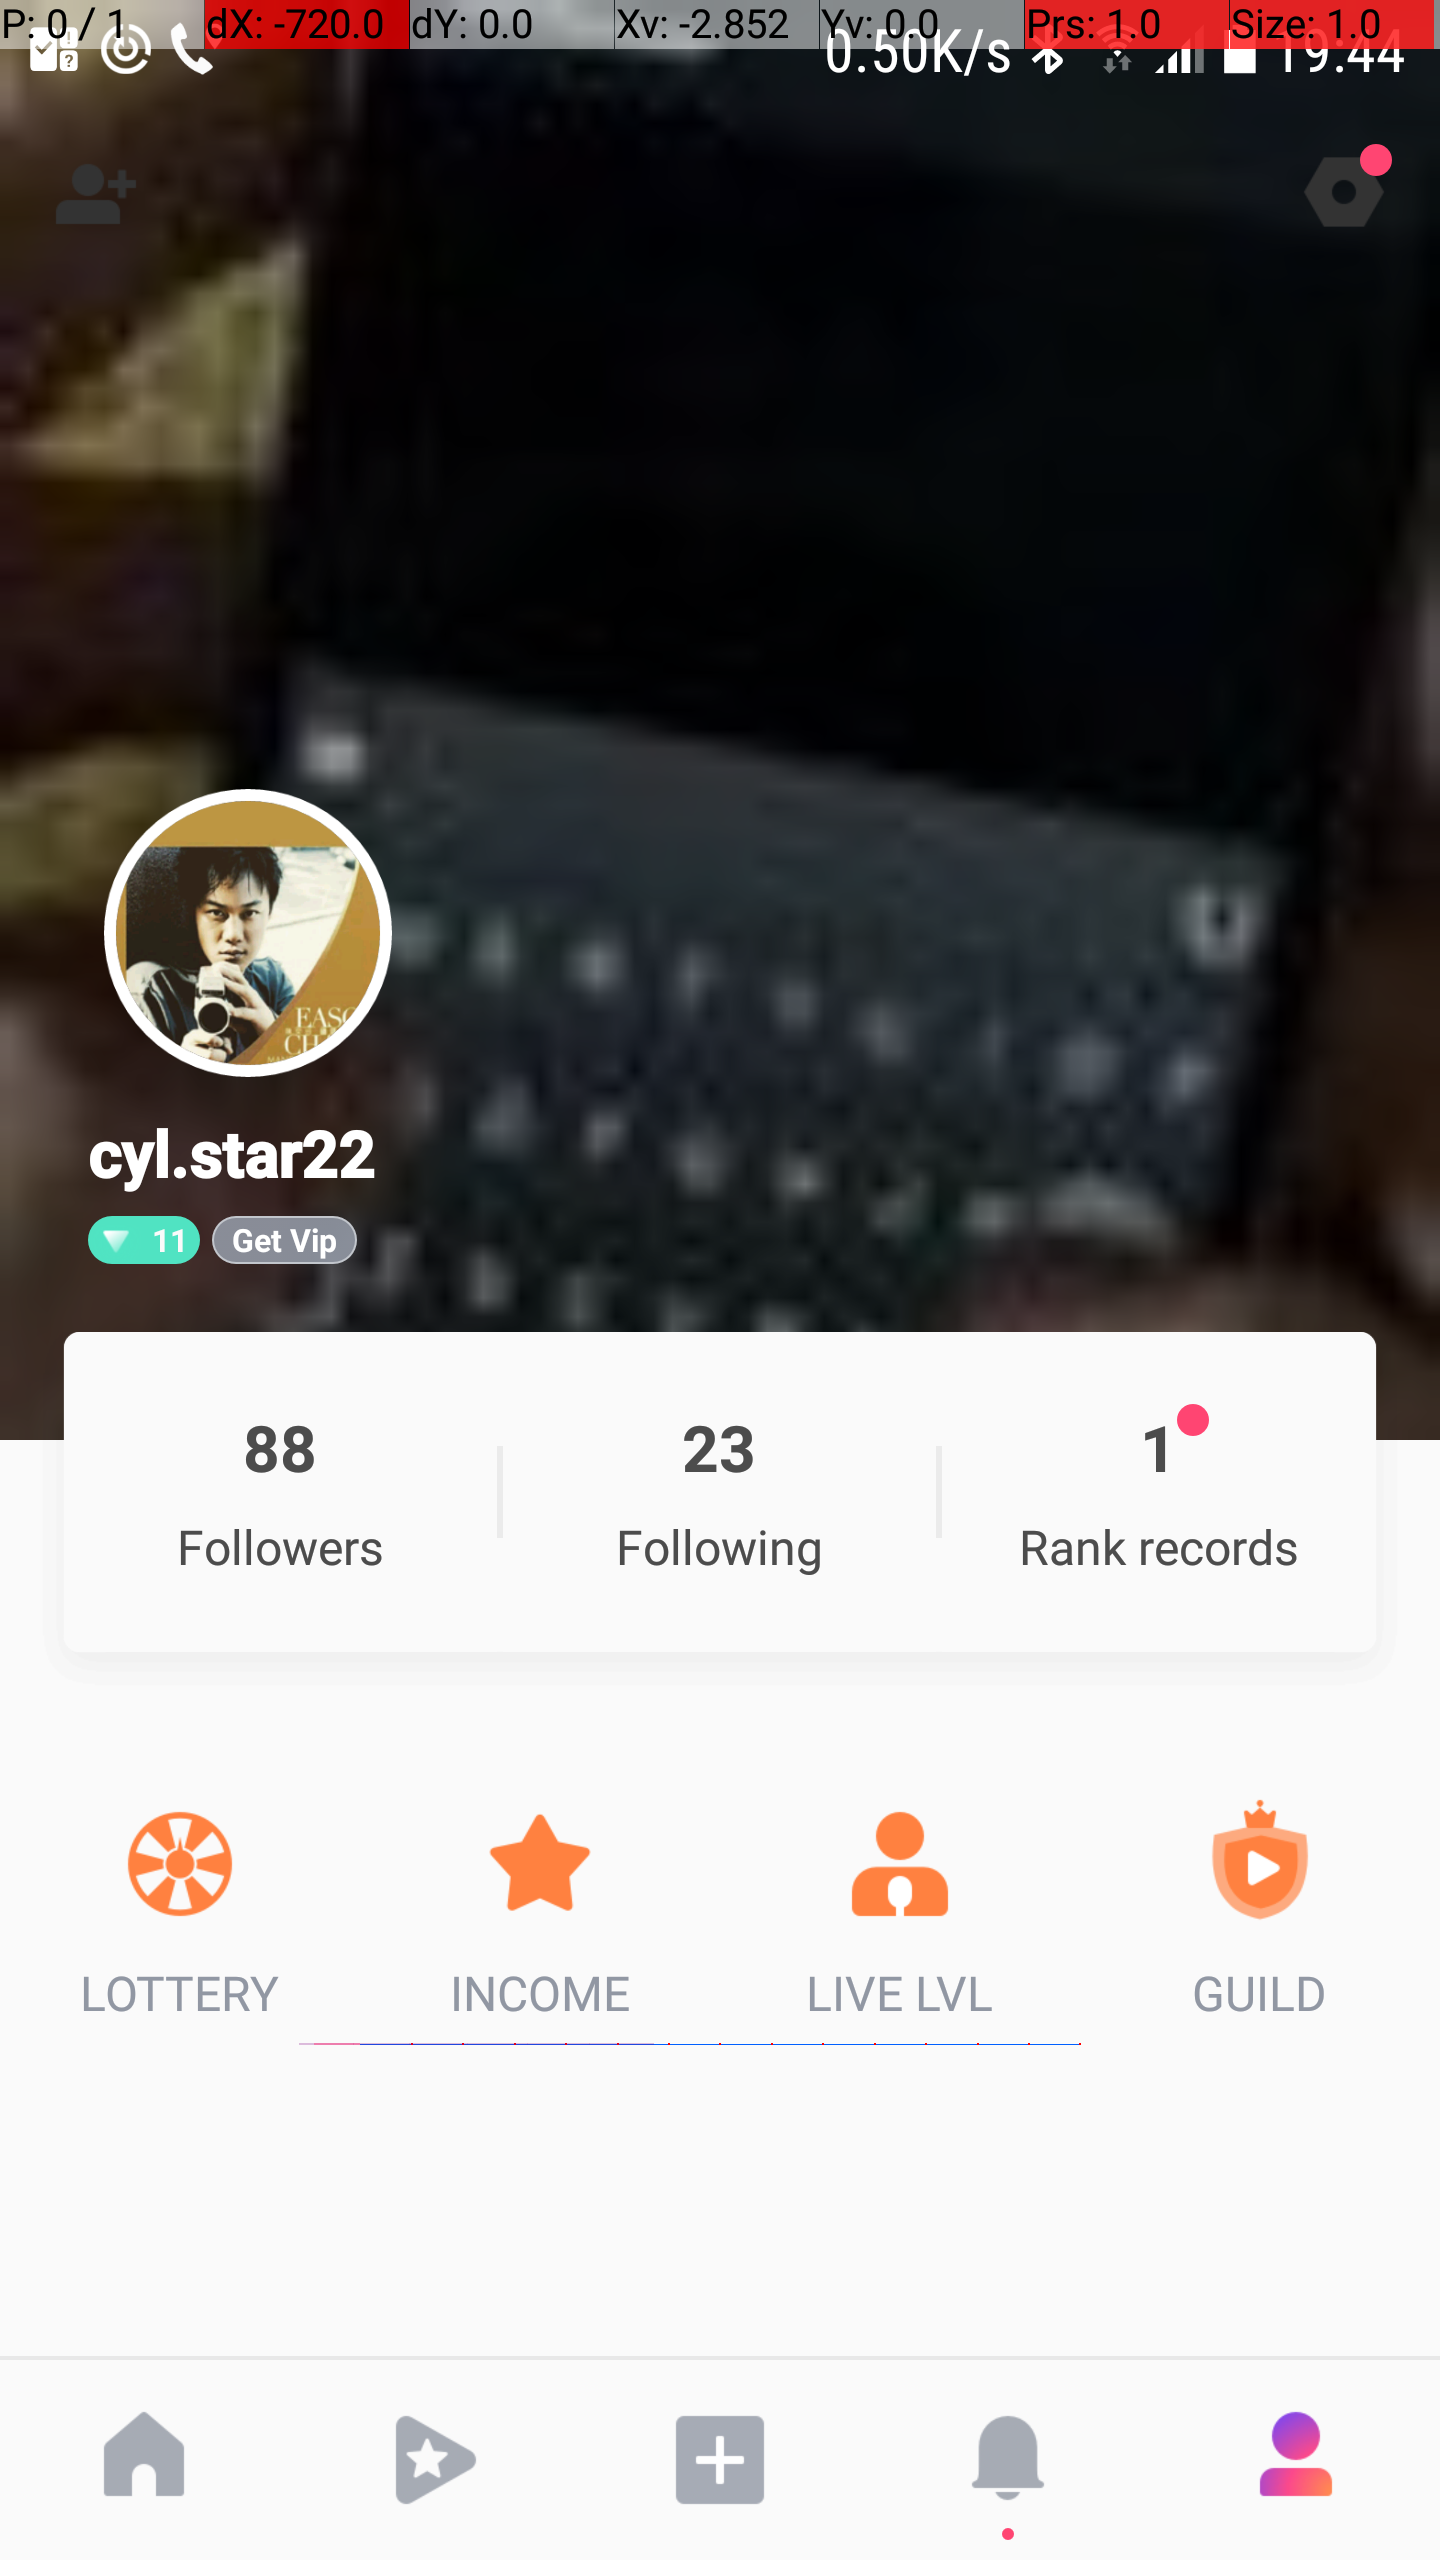 P: 0 / 1 dX: -720.0 dY: 0.0 Xv: -2.852 Yv: 0.0 Prs: 1.0 Size: 1.0
0.50K/s 19:44
EASO
CH
cyl.star22
11 Get Vip
88 23 1
Followers Following Rank records
LOTTERY INCOME LIVE LVL GUILD